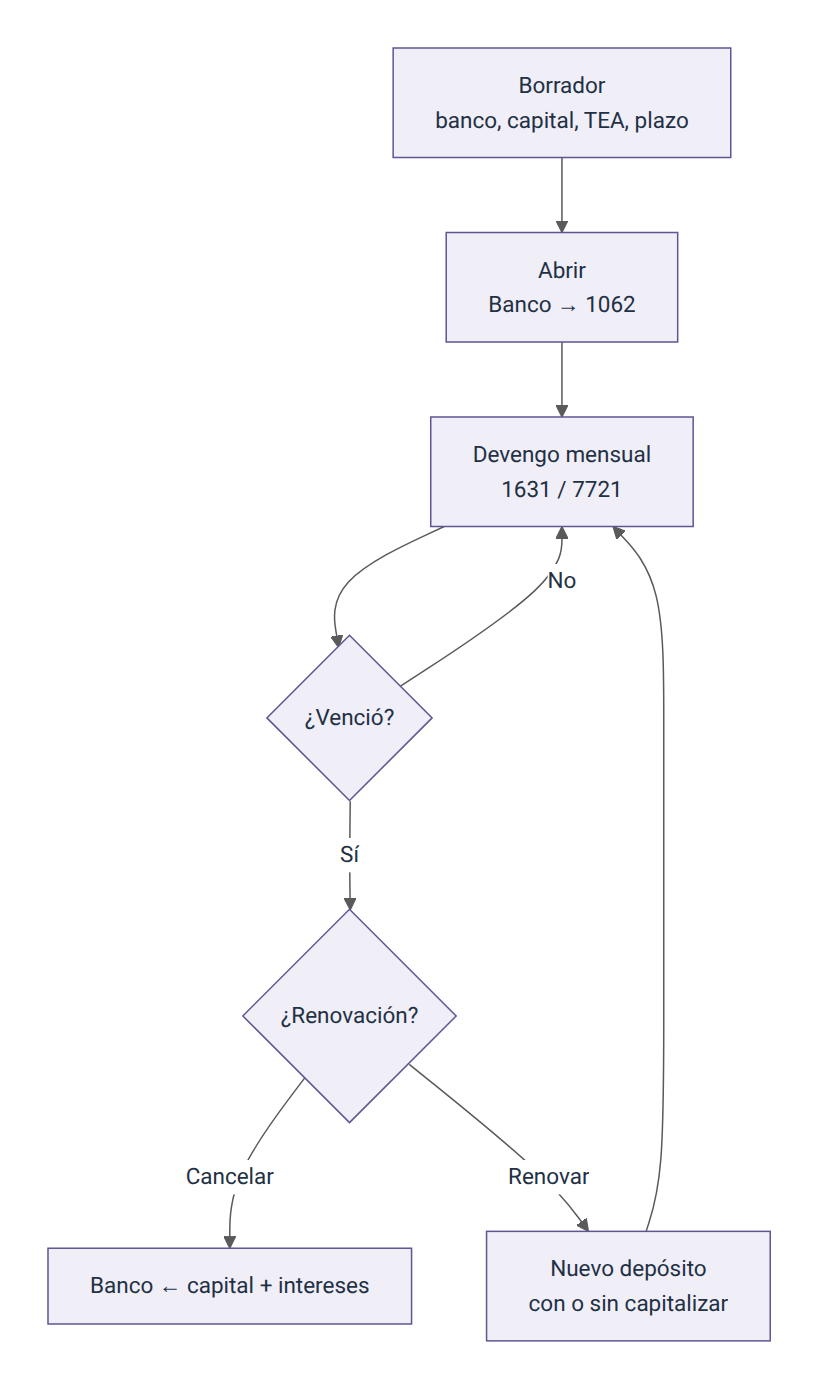 Borrador
banco, capital, TEA, plazo
Abrir
Banco → 1062
Devengo mensual
1631 / 7721
No
¿Venció?
Sí
¿Renovación?
Cancelar
Renovar
Banco ← capital + intereses
Nuevo depósito
con o sin capitalizar